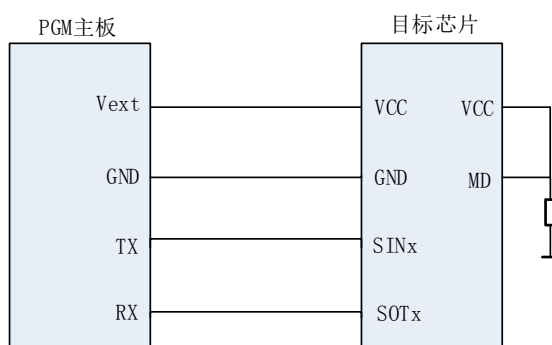 PGM主板
目标芯片
Vext
VCC
VCC
GND
GND
MD
TX
SINx
RX
SOTx